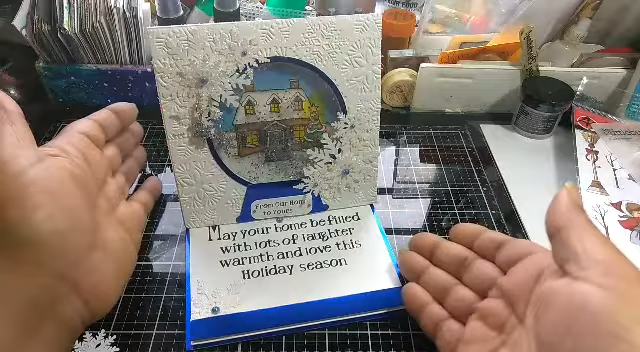 From Our Home
to Yours
May your home be filled
with lots of laughter
warmth and love this
Holiday season